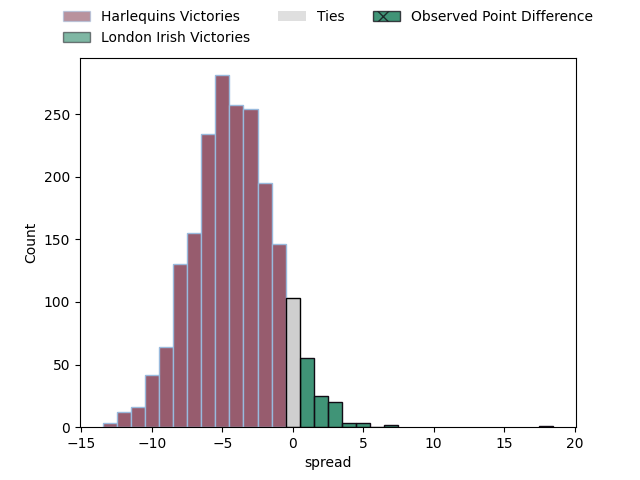 Harlequins Victories
London Irish Victories
Ties
Observed Point Difference
Count
250
200
150
100
50
0
−15
−10
−5
0
5
10
15
20
spread